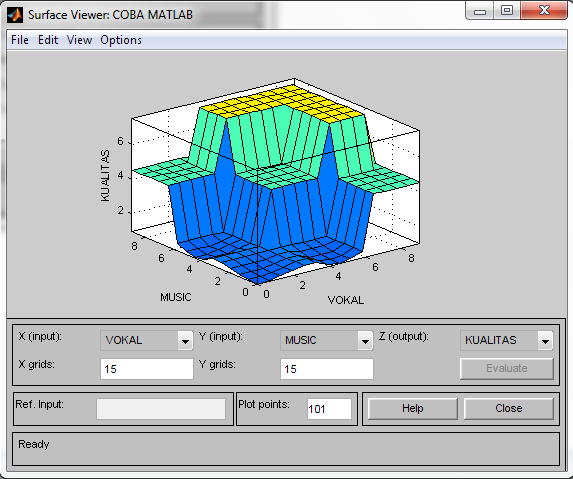 Surface Viewer: COBA MATLAB
File Edit View Options
6
4
2
KUALITAS
8
6
4
2
0
MUSIC
0
2
4
6
8
VOKAL
X (input): VOKAL Y (input): MUSIC Z (output): KUALITAS
X grids: 15 Y grids: 15 Evaluate
Ref. Input: Plot points: 101 Help Close
Ready